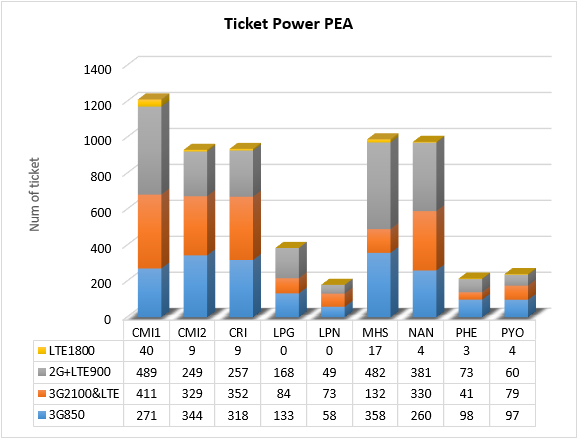 Ticket Power PEA
Num of ticket
1400
1200
1000
800
600
400
200
0
CMI1 CMI2 CRI LPG LPN MHS NAN PHE PYO
LTE1800 40 9 9 0 0 17 4 3 4
2G+LTE900 489 249 257 168 49 482 381 73 60
3G2100&LTE 411 329 352 84 73 132 330 41 79
3G850 271 344 318 133 58 358 260 98 97